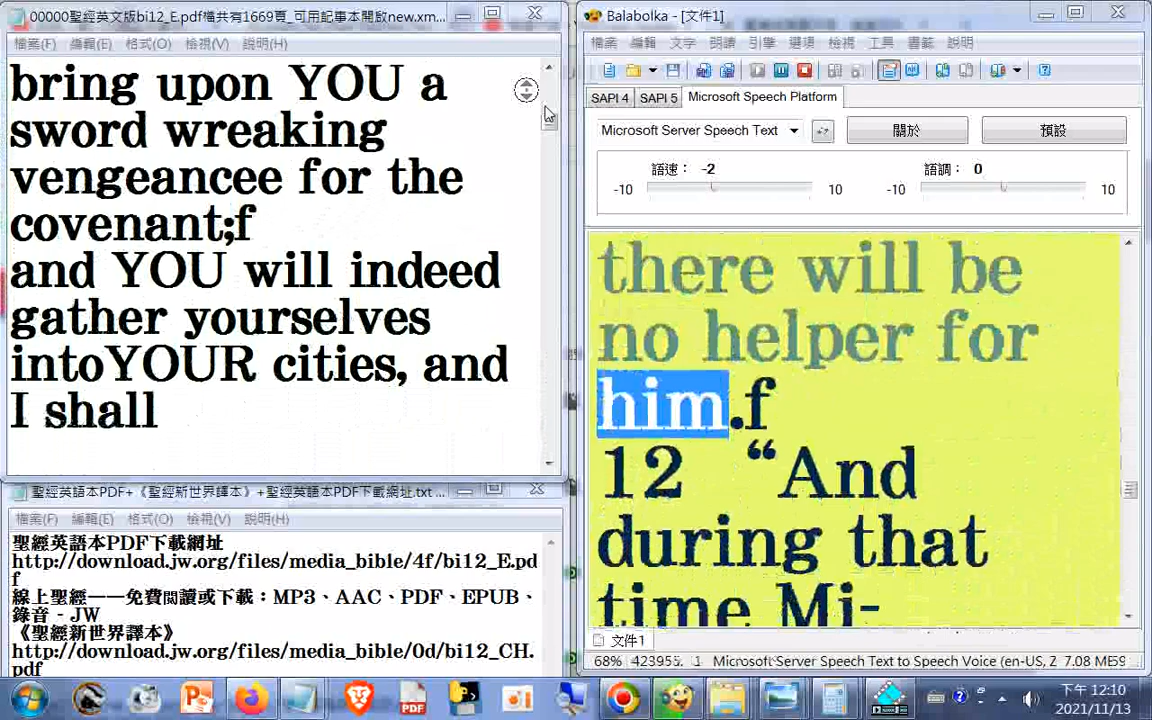 00000聖經英文版bi12_E.pdf檔共有1669頁_可用記事本開啟new.xm...
檔案(F) 編輯(E) 格式(O) 檢視(V) 說明(H)
bring upon YOU a
sword wreaking
vengeancee for the
covenant;f
and YOU will indeed
gather yourselves
intoYOUR cities, and
I shall
聖經英語本PDF+《聖經新世界譯本》+聖經英語本PDF下載網址.txt ...
檔案(F) 編輯(E) 格式(O) 檢視(V) 說明(H)
聖經英語本PDF下載網址
http://download.jw.org/files/media_bible/4f/bi12_E.pd
f
線上聖經——免費閱讀或下載：MP3、AAC、PDF、EPUB、
錄音 - JW
《聖經新世界譯本》
http://download.jw.org/files/media_bible/0d/bi12_CH.
pdf
Balabolka - [文件1]
檔案 編輯 文字 朗讀 引擎 選項 檢視 工具 書籤 說明
SAPI 4 SAPI 5 Microsoft Speech Platform
Microsoft Server Speech Text 關於 預設
語速： -2 語調： 0
-10 10 -10 10
there will be
no helper for
him.f
12 “And
during that
time Mi-
文件1
68% 423955. 1 Microsoft Server Speech Text to Speech Voice (en-US, Z 7.08 ME59
PDF
下午 12:10
2021/11/13